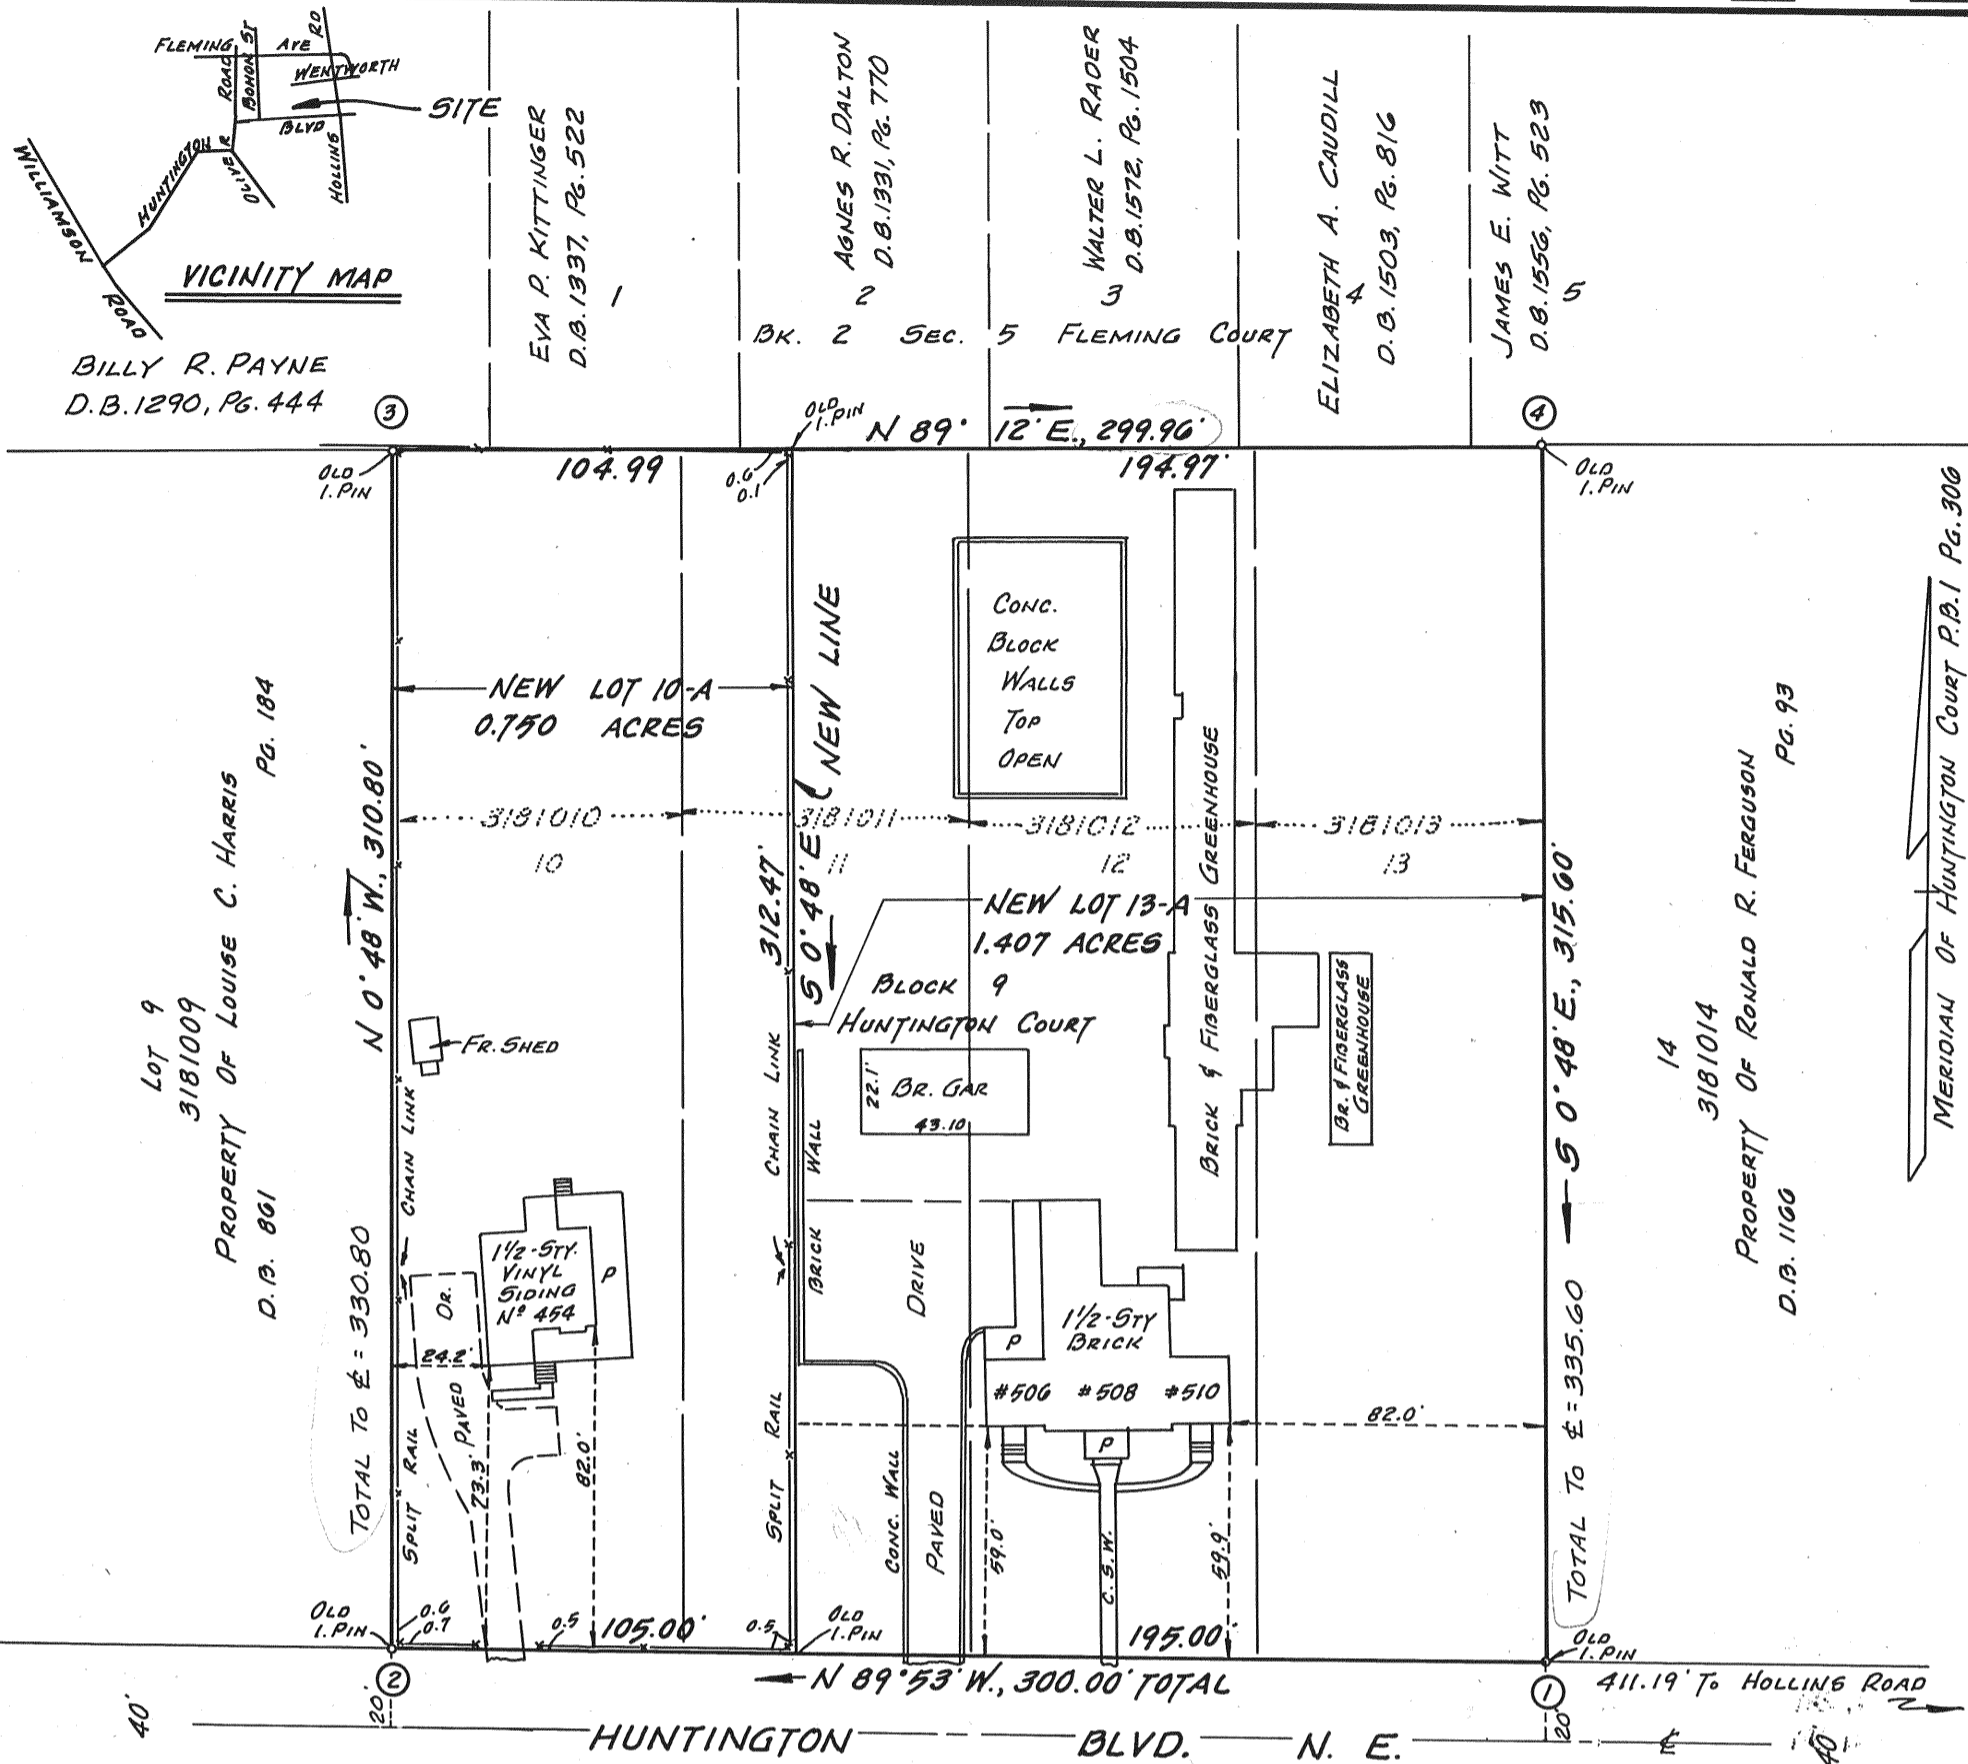 FLEMING AVE
ROAD
BOHON ST
RD
WENTWORTH
SITE
BLVD
HOLLINS
HUNTINGTON
OLIVER
WILLIAMSON
ROAD
VICINITY MAP
BILLY R. PAYNE
D.B.1290, PG.444
EVA P. KITTINGER
D.B.1337, PG.522
1
AGNES R. DALTON
D.B.1331, PG.770
2
WALTER L. RADER
D.B.1572, PG.1504
3
ELIZABETH A. CAUDILL
D.B.1503, PG.816
4
JAMES E. WITT
D.B.1556, PG.523
5
BK. 2 SEC. 5 FLEMING COURT
3
OLD
I.PIN
N 89° 12' E., 299.96'
4
OLD
I.PIN
104.99
0.6
0.1
194.97'
OLD
I.PIN
CONC.
BLOCK
WALLS
TOP
OPEN
NEW LOT 10-A
0.750 ACRES
NEW LINE
3181010
10
3181011
11
3181012
12
3181013
13
NEW LOT 13-A
1.407 ACRES
BLOCK 9
HUNTINGTON COURT
312.47'
S 0° 48' E
N 0° 48' W., 310.80'
S 0° 48' E., 315.60'
LOT 9
3181009
PROPERTY OF LOUISE C. HARRIS
D.B. 861 PG. 184
14
3181014
PROPERTY OF RONALD R. FERGUSON
D.B. 1166 PG. 93
MERIDIAN OF HUNTINGTON COURT P.B.1 PG.306
FR. SHED
CHAIN LINK
CHAIN LINK
22.1'
BR. GAR
43.10
BRICK & FIBERGLASS GREENHOUSE
BR. & FIBERGLASS
GREENHOUSE
BRICK WALL
DRIVE
1½-STY.
VINYL
SIDING
Nº 454
P
DR.
PAVED
24.2'
73.3'
82.0'
1½-STY
BRICK
P
#506 #508 #510
P
82.0'
TOTAL TO ℄ = 330.80
TOTAL TO ℄ = 335.60
SPLIT RAIL
SPLIT RAIL
CONC. WALL
PAVED
59.0'
C.S.W.
59.9'
OLD
I.PIN
0.6
0.7
0.5
105.00'
0.5
OLD
I.PIN
195.00'
OLD
I.PIN
2
N 89°53' W., 300.00' TOTAL
1
411.19' TO HOLLINS ROAD
40'
20'
20'
40'
HUNTINGTON BLVD. N. E.
℄